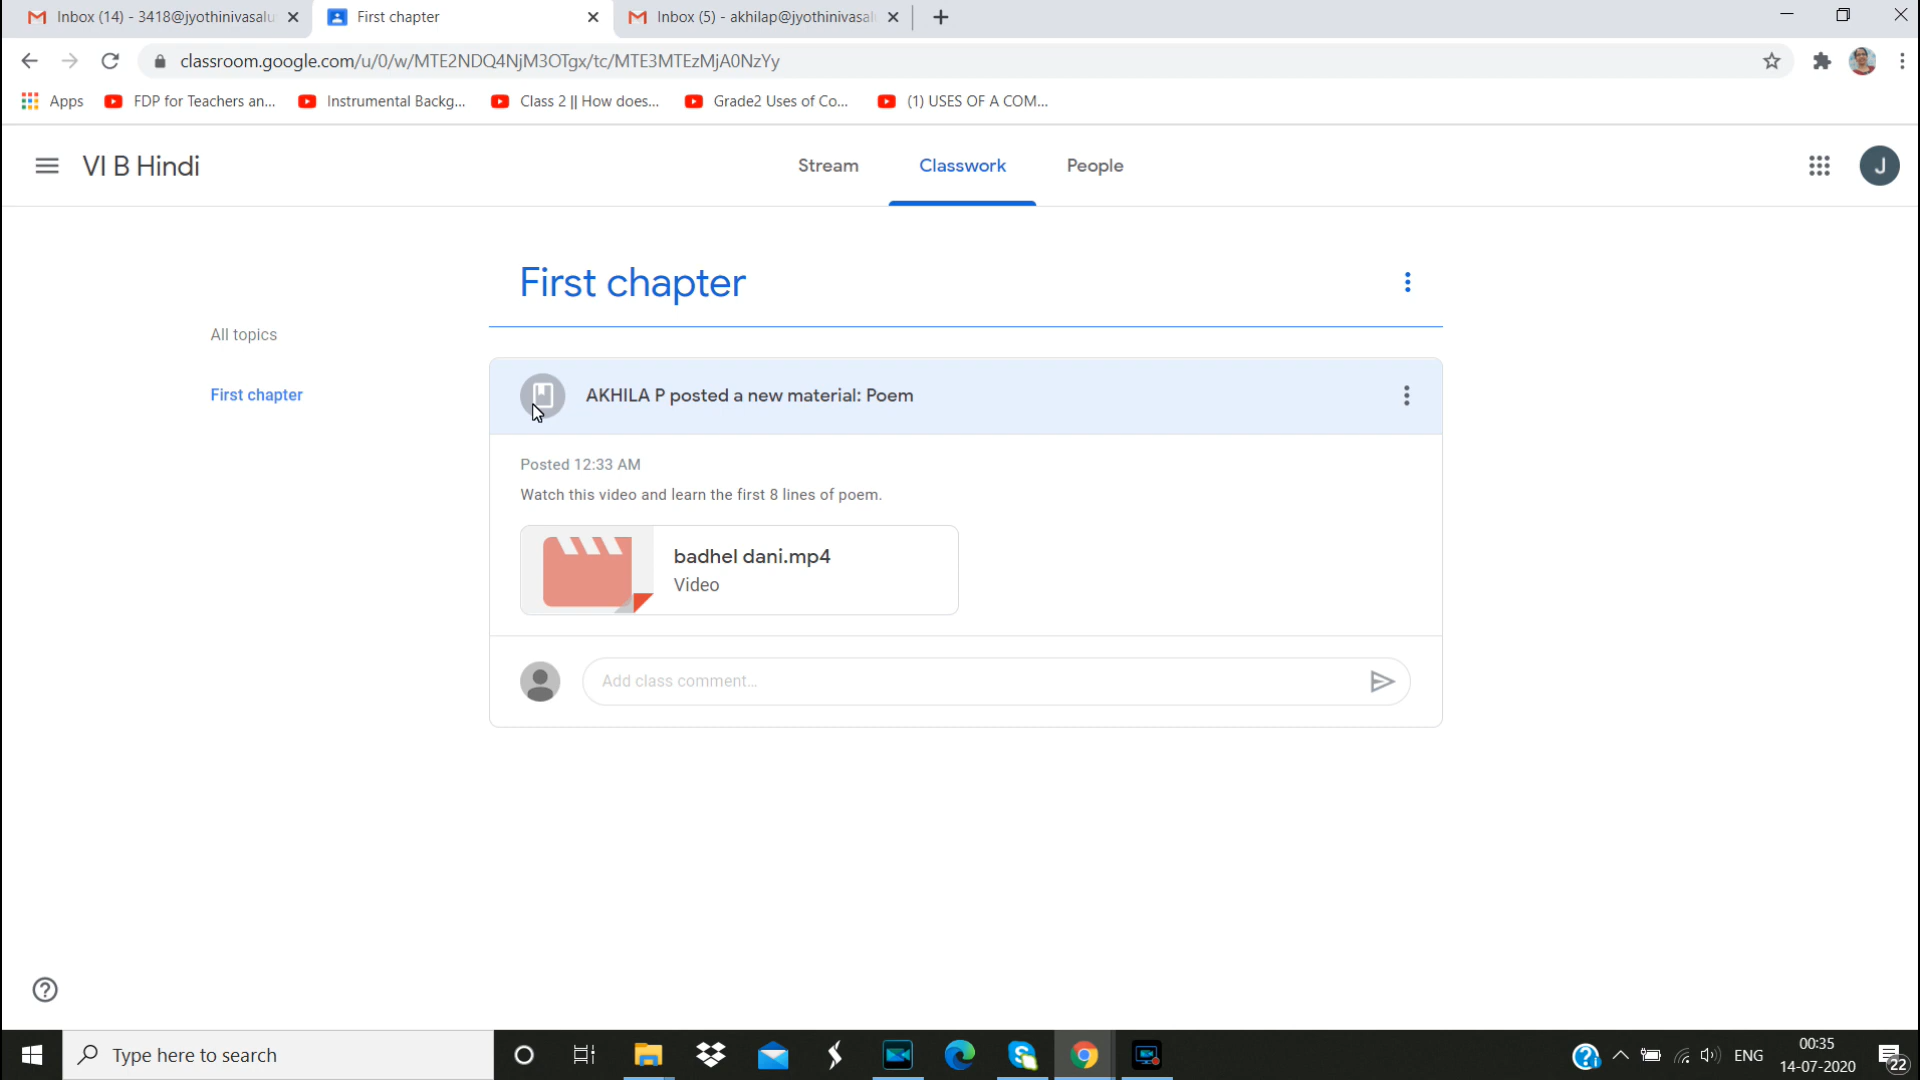 Inbox (14) - 3418@jyothinivasalu
First chapter
Inbox (5) - akhilap@jyothinivasal
classroom.google.com/u/0/w/MTE2NDQ4NjM3OTgx/tc/MTE3MTEzMjA0NzYy
Apps
FDP for Teachers an...
Instrumental Backg...
Class 2 || How does...
Grade2 Uses of Co...
(1) USES OF A COM...
VI B Hindi
Stream
Classwork
People
J
First chapter
All topics
First chapter
AKHILA P posted a new material: Poem
Posted 12:33 AM
Watch this video and learn the first 8 lines of poem.
badhel dani.mp4
Video
Add class comment...
Type here to search
ENG
00:35
14-07-2020
22